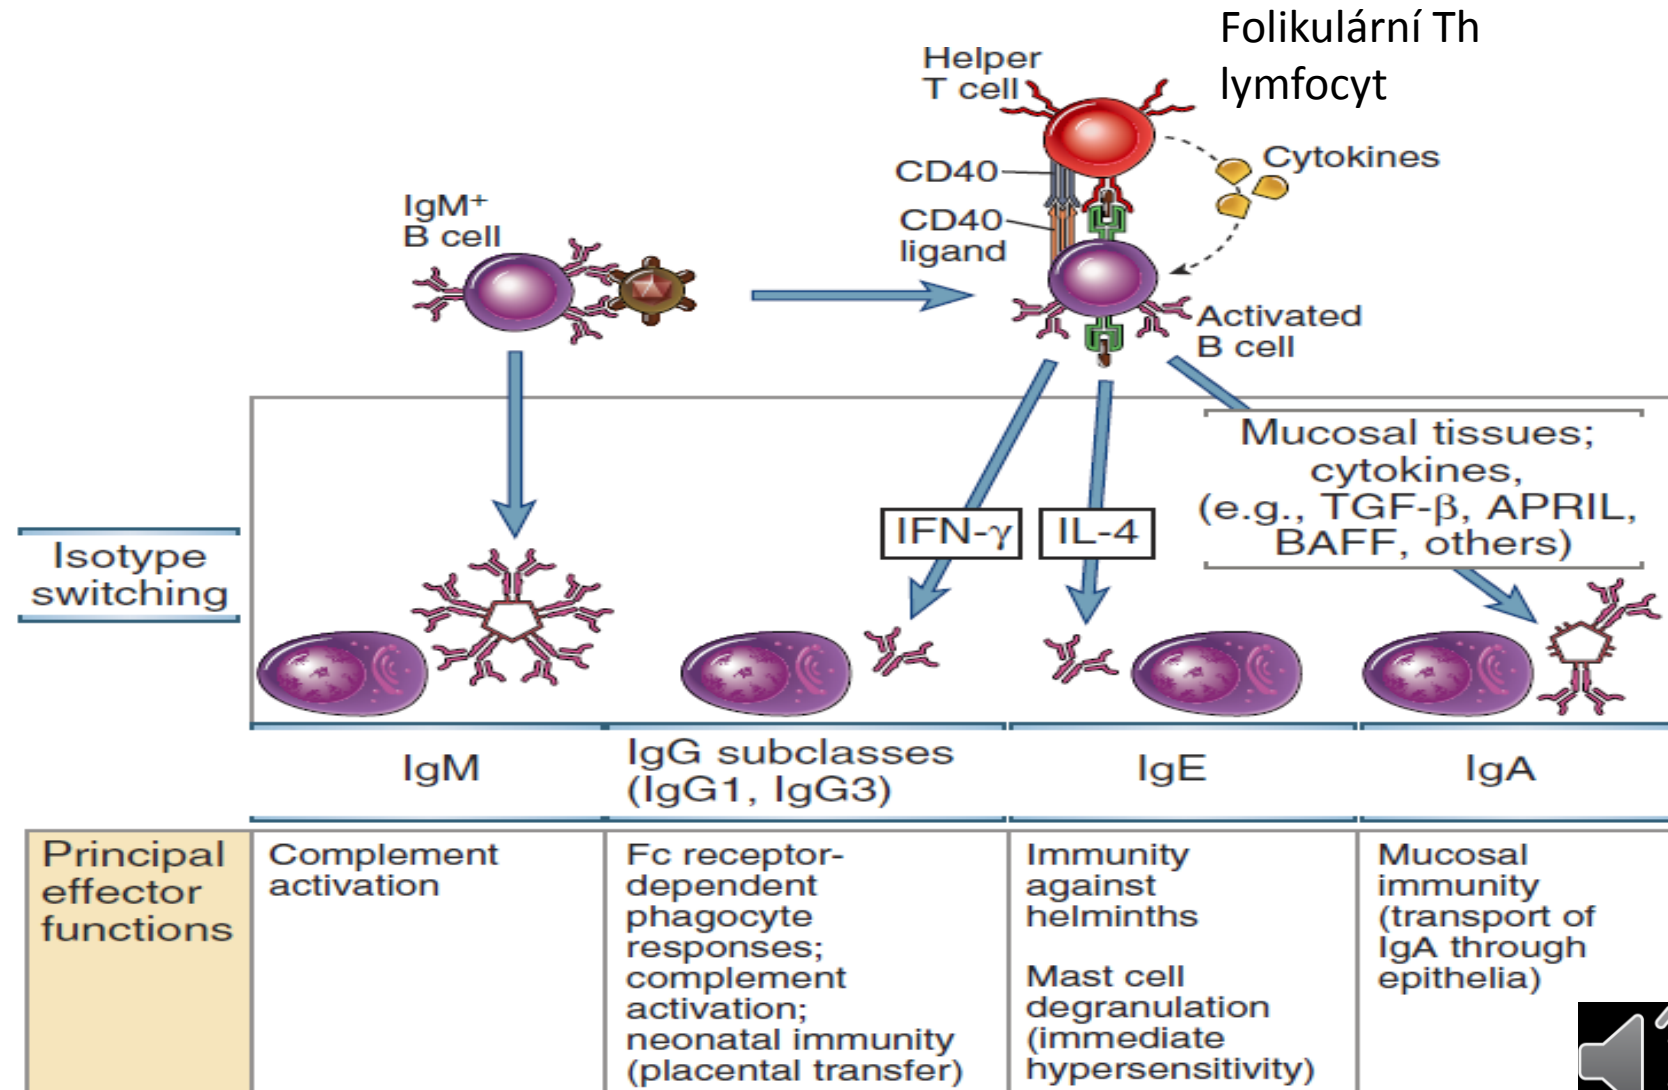 Folikulární Th
lymfocyt
Helper
T cell
CD40
CD40
ligand
Cytokines
IgM+
B cell
Activated
B cell
Mucosal tissues;
cytokines,
(e.g., TGF-β, APRIL,
BAFF, others)
IFN-γ
IL-4
Isotype
switching
IgM
IgG subclasses
(IgG1, IgG3)
IgE
IgA
Principal
effector
functions
Complement
activation
Fc receptor-
dependent
phagocyte
responses;
complement
activation;
neonatal immunity
(placental transfer)
Immunity
against
helminths
Mast cell
degranulation
(immediate
hypersensitivity)
Mucosal
immunity
(transport of
IgA through
epithelia)